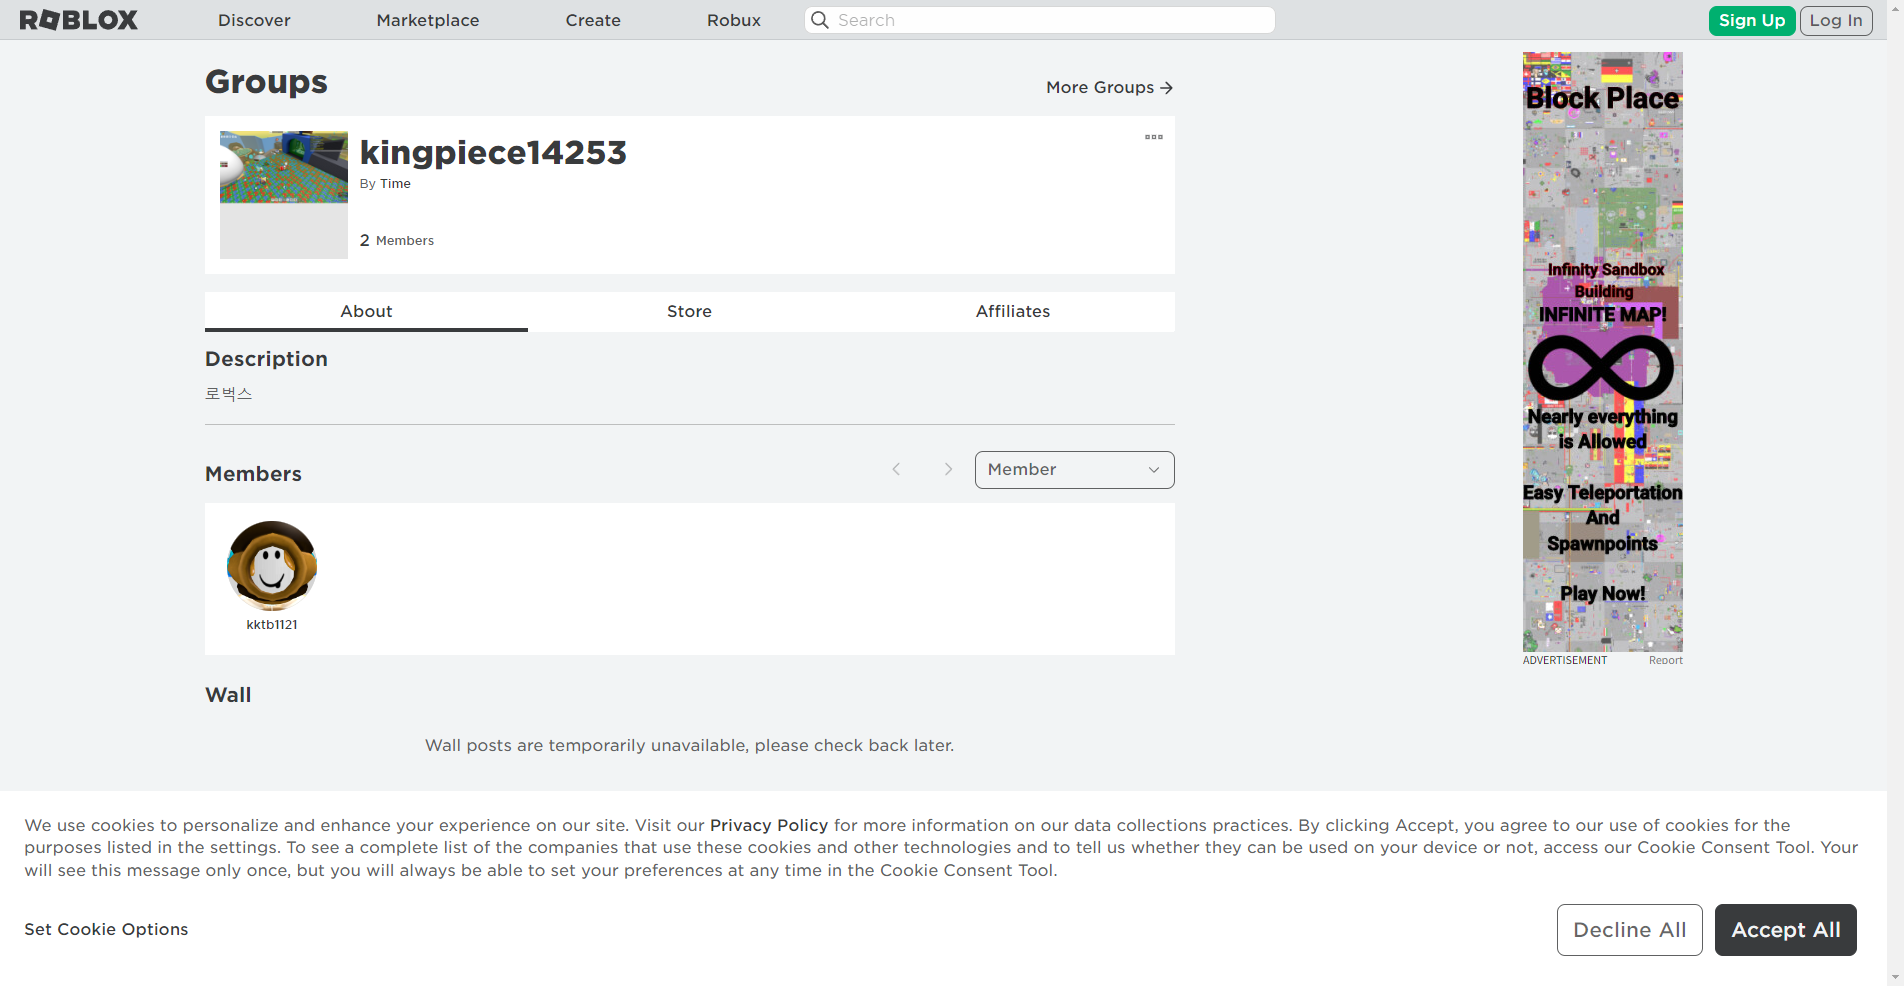 ROBLOX
Discover
Marketplace
Create
Robux
Search
Sign Up
Log In
Groups
More Groups
kingpiece14253
By Time
2 Members
About
Store
Affiliates
Description
로벅스
Members
Member
kktb1121
Wall
Wall posts are temporarily unavailable, please check back later.
Block Place
Infinity Sandbox
Building
INFINITE MAP!
Nearly everything
is Allowed
Easy Teleportation
And
Spawnpoints
Play Now!
ADVERTISEMENT
Report
We use cookies to personalize and enhance your experience on our site. Visit our Privacy Policy for more information on our data collections practices. By clicking Accept, you agree to our use of cookies for the
purposes listed in the settings. To see a complete list of the companies that use these cookies and other technologies and to tell us whether they can be used on your device or not, access our Cookie Consent Tool. Your
will see this message only once, but you will always be able to set your preferences at any time in the Cookie Consent Tool.
Set Cookie Options
Decline All
Accept All